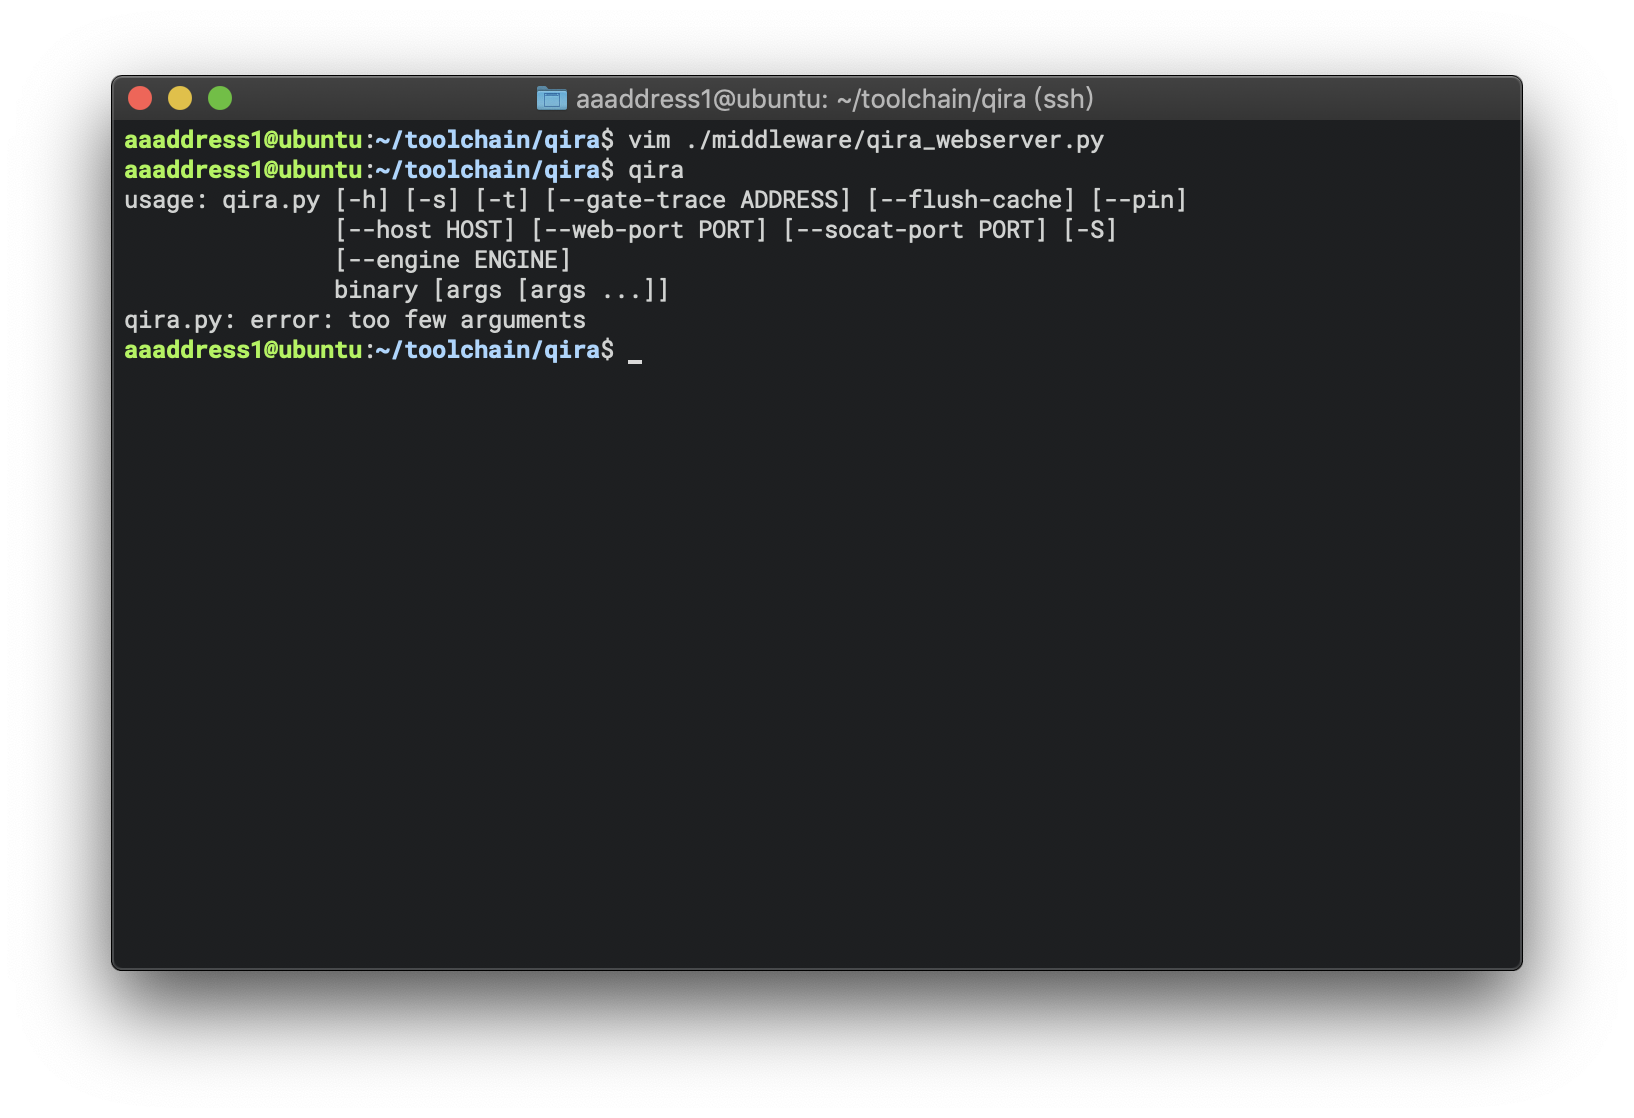 aaaddress1@ubuntu: ~/toolchain/qira (ssh)
aaaddress1@ubuntu:~/toolchain/qira$ vim ./middleware/qira_webserver.py
aaaddress1@ubuntu:~/toolchain/qira$ qira
usage: qira.py [-h] [-s] [-t] [--gate-trace ADDRESS] [--flush-cache] [--pin]
               [--host HOST] [--web-port PORT] [--socat-port PORT] [-S]
               [--engine ENGINE]
               binary [args [args ...]]
qira.py: error: too few arguments
aaaddress1@ubuntu:~/toolchain/qira$ _